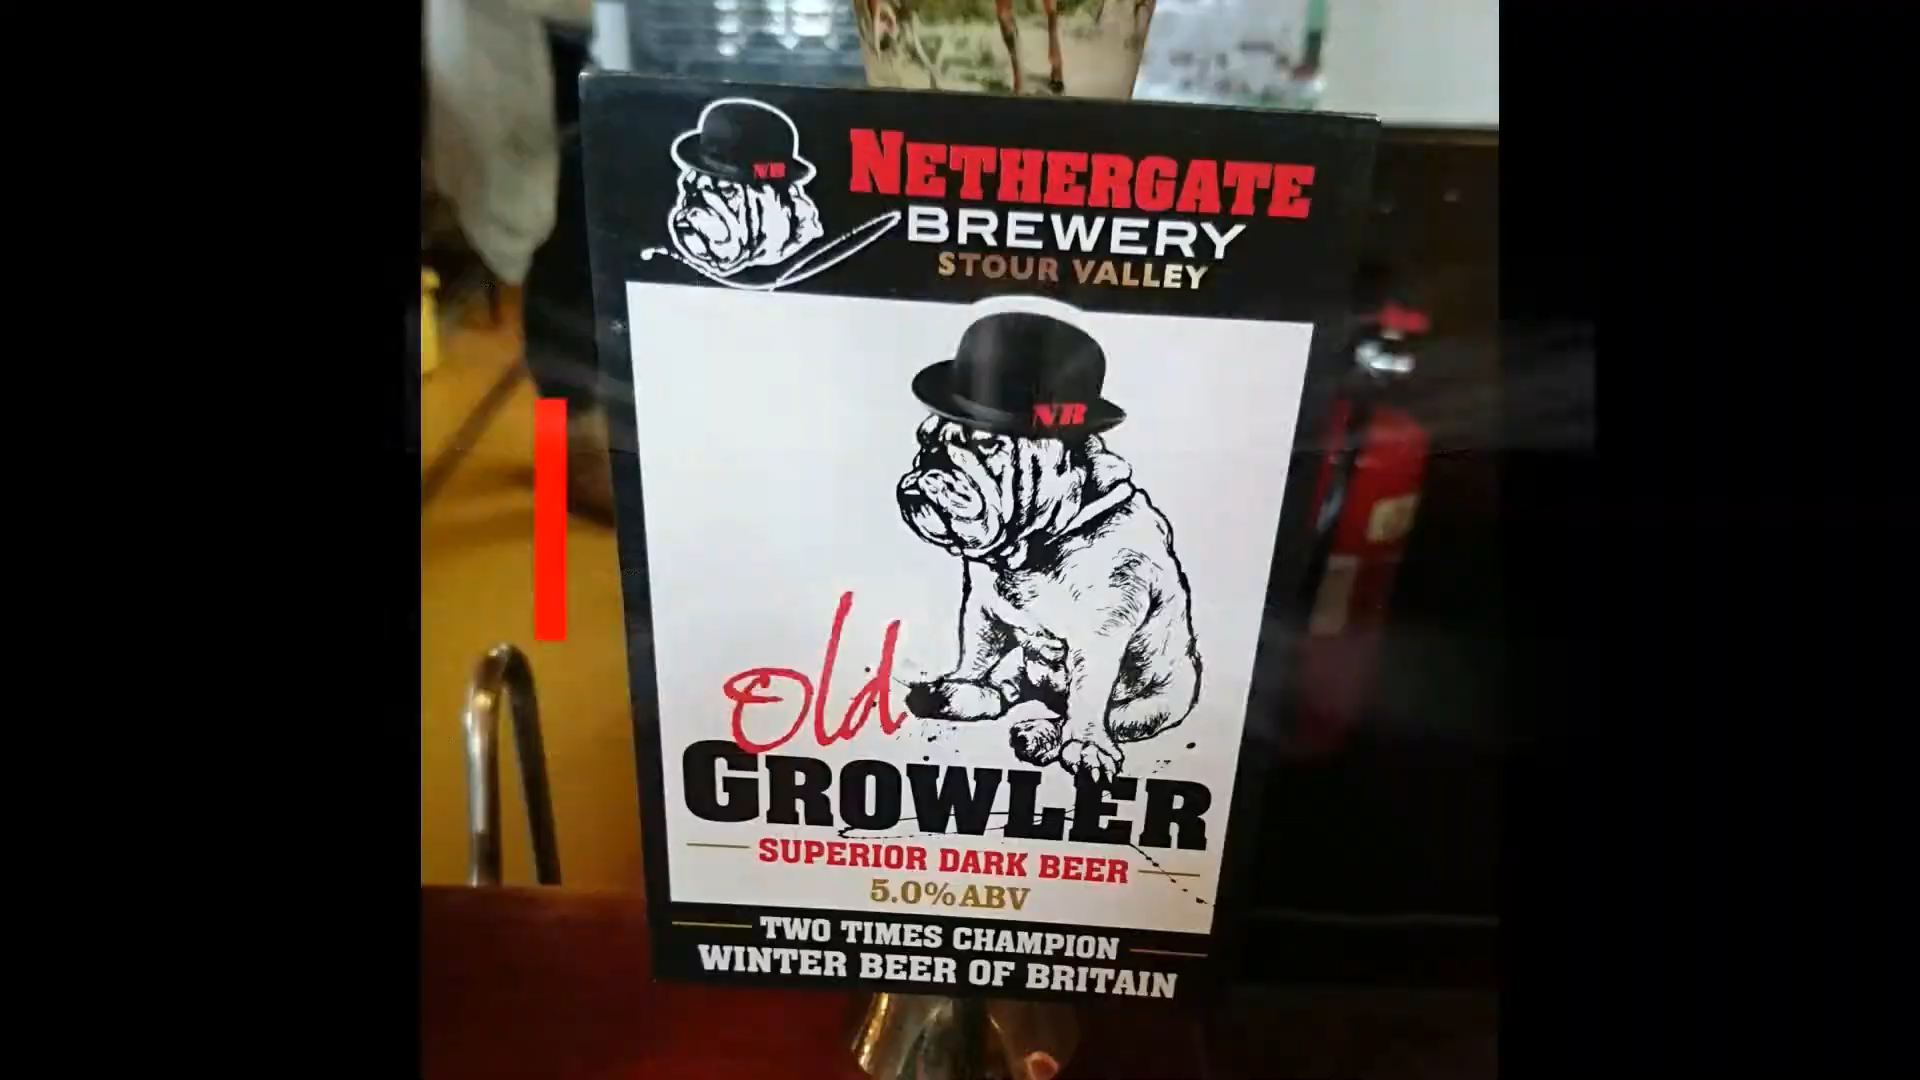 NB
NETHERGATE
BREWERY
STOUR VALLEY
NB
Old
GROWLER
SUPERIOR DARK BEER
5.0% ABV
TWO TIMES CHAMPION
WINTER BEER OF BRITAIN